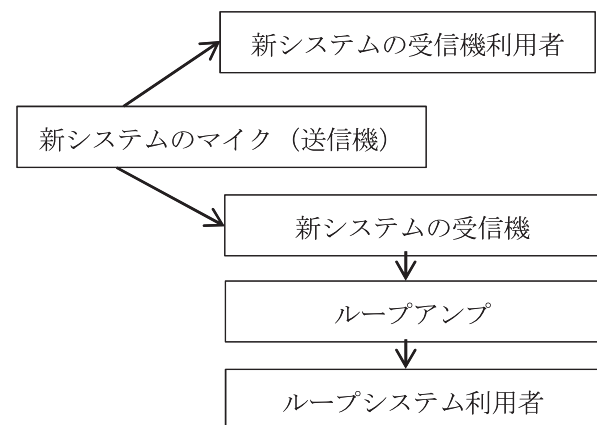 新システムの受信機利用者
新システムのマイク（送信機）
新システムの受信機
ループアンプ
ループシステム利用者